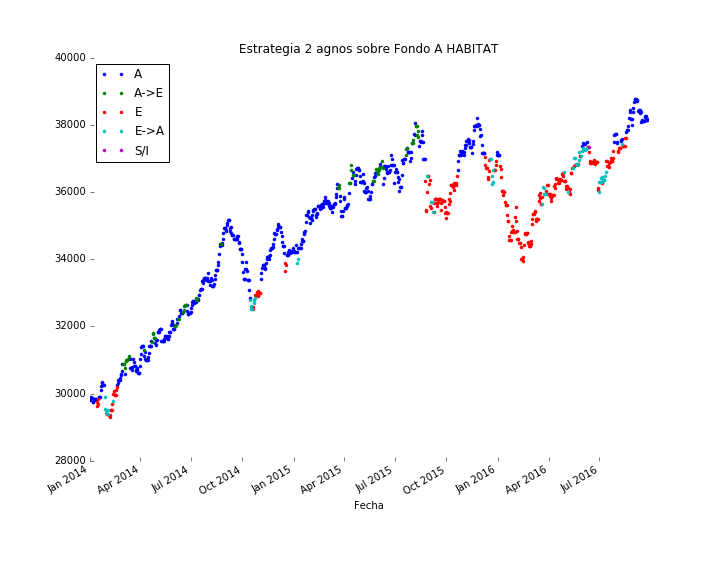 Estrategia 2 agnos sobre Fondo A HABITAT
40000
38000
36000
34000
32000
30000
28000
A
A->E
E
E->A
S/I
Jan 2014
Apr 2014
Jul 2014
Oct 2014
Jan 2015
Apr 2015
Jul 2015
Oct 2015
Jan 2016
Apr 2016
Jul 2016
Fecha